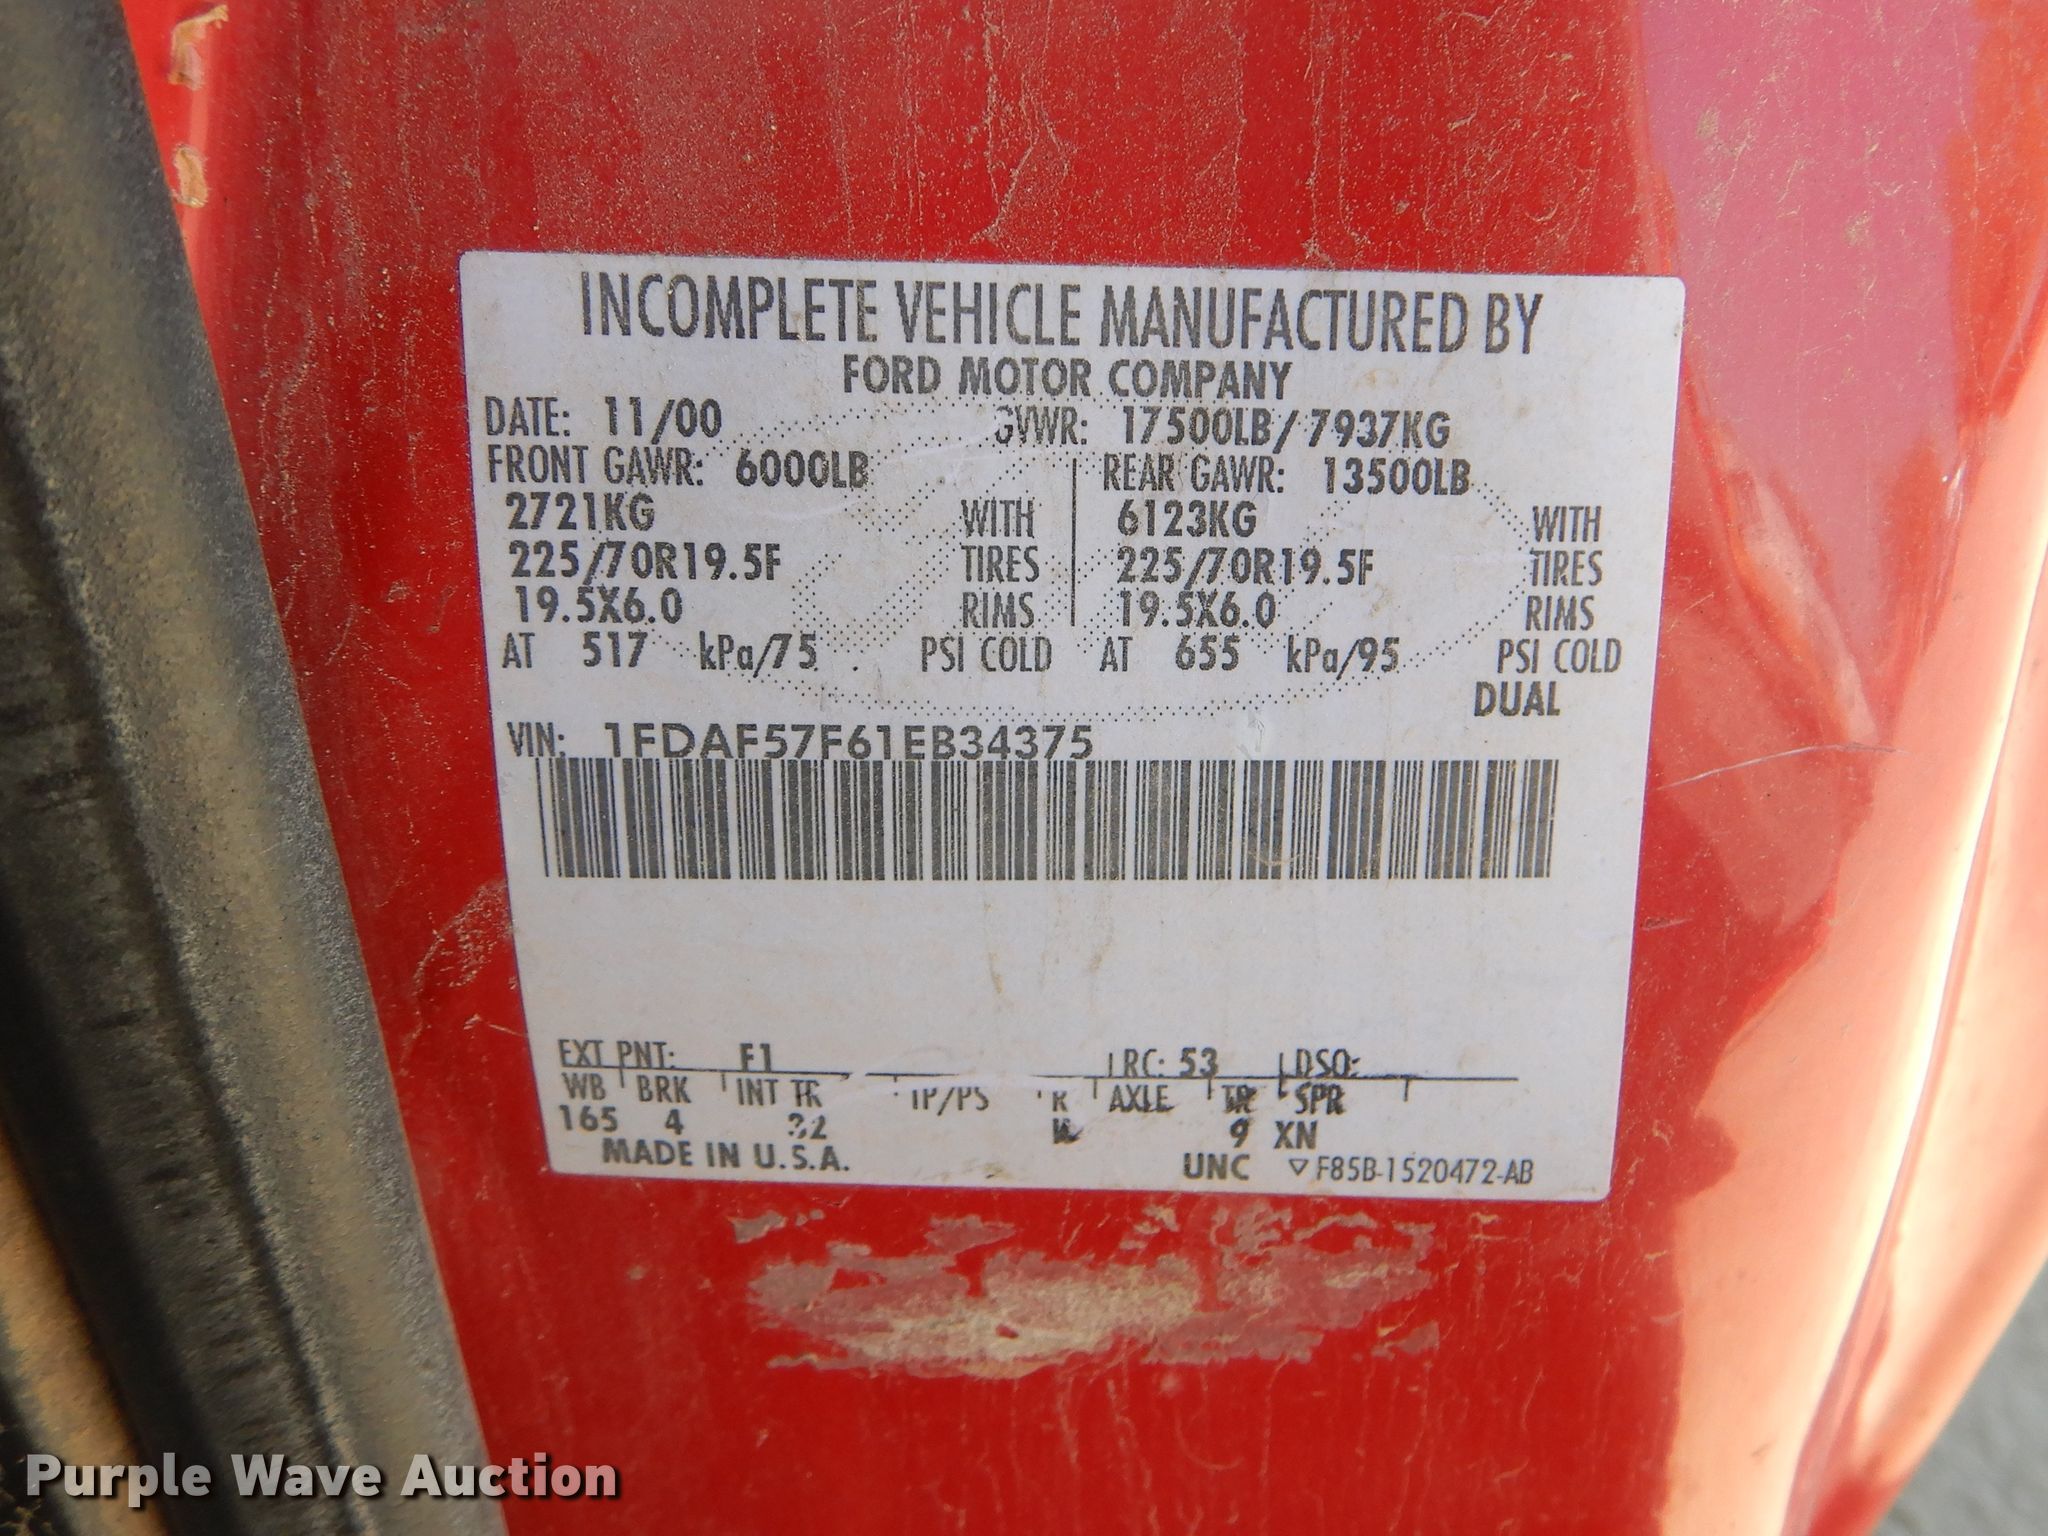 INCOMPLETE VEHICLE MANUFACTURED BY
FORD MOTOR COMPANY
DATE: 11/00 GVWR: 17500LB/7937KG
FRONT GAWR: 6000LB REAR GAWR: 13500LB
2721KG WITH 6123KG WITH
225/70R19.5F TIRES 225/70R19.5F TIRES
19.5X6.0 RIMS 19.5X6.0 RIMS
AT 517 kPa/75 PSI COLD AT 655 kPa/95 PSI COLD
DUAL
VIN: 1FDAF57F61EB34375
EXT PNT: F1 RC: 53 DSO:
WB BRK INT TR TP/PS R AXLE TR SPR
165 4 32 9 XN
MADE IN U.S.A. UNC F85B-1520472-AB
Purple Wave Auction